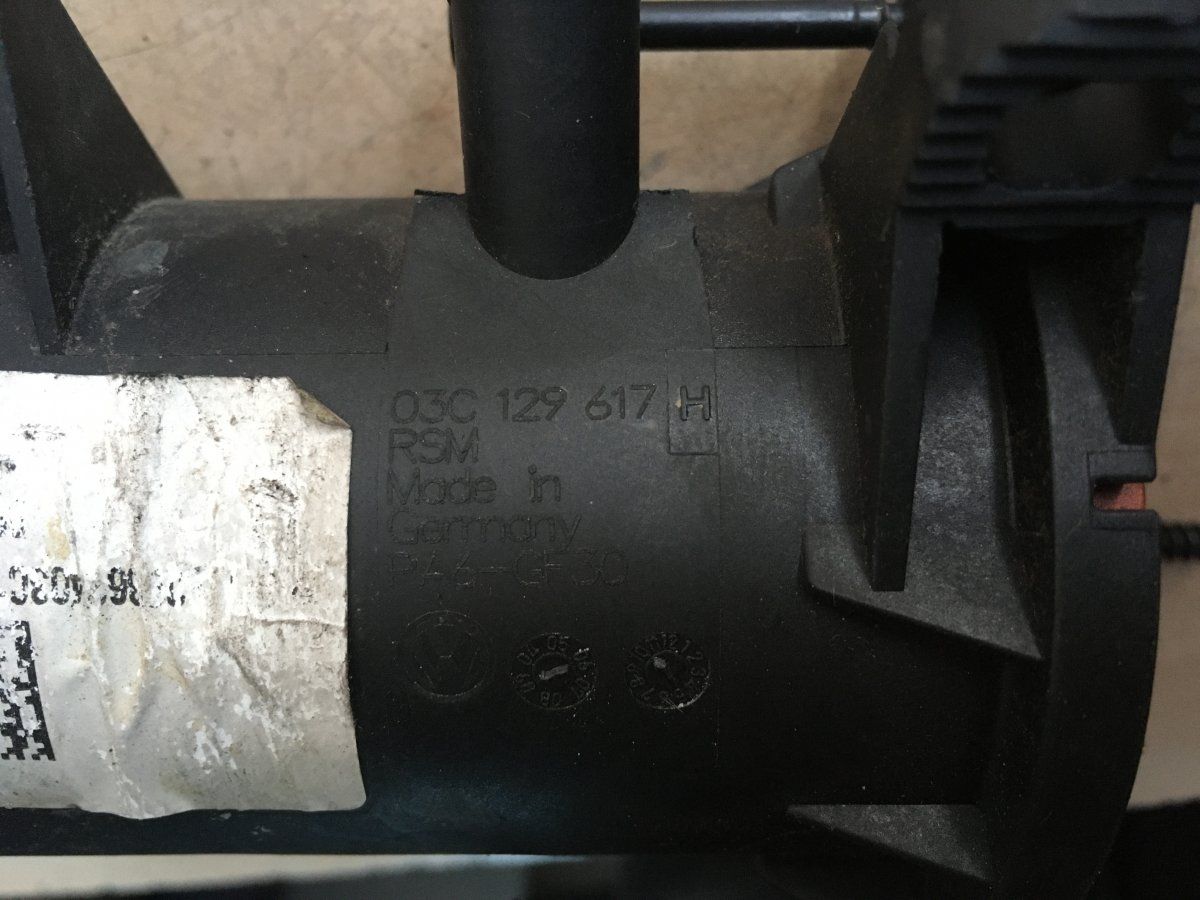 03C 129 617 H
RSM
Made in
Germany
PA6-GF30